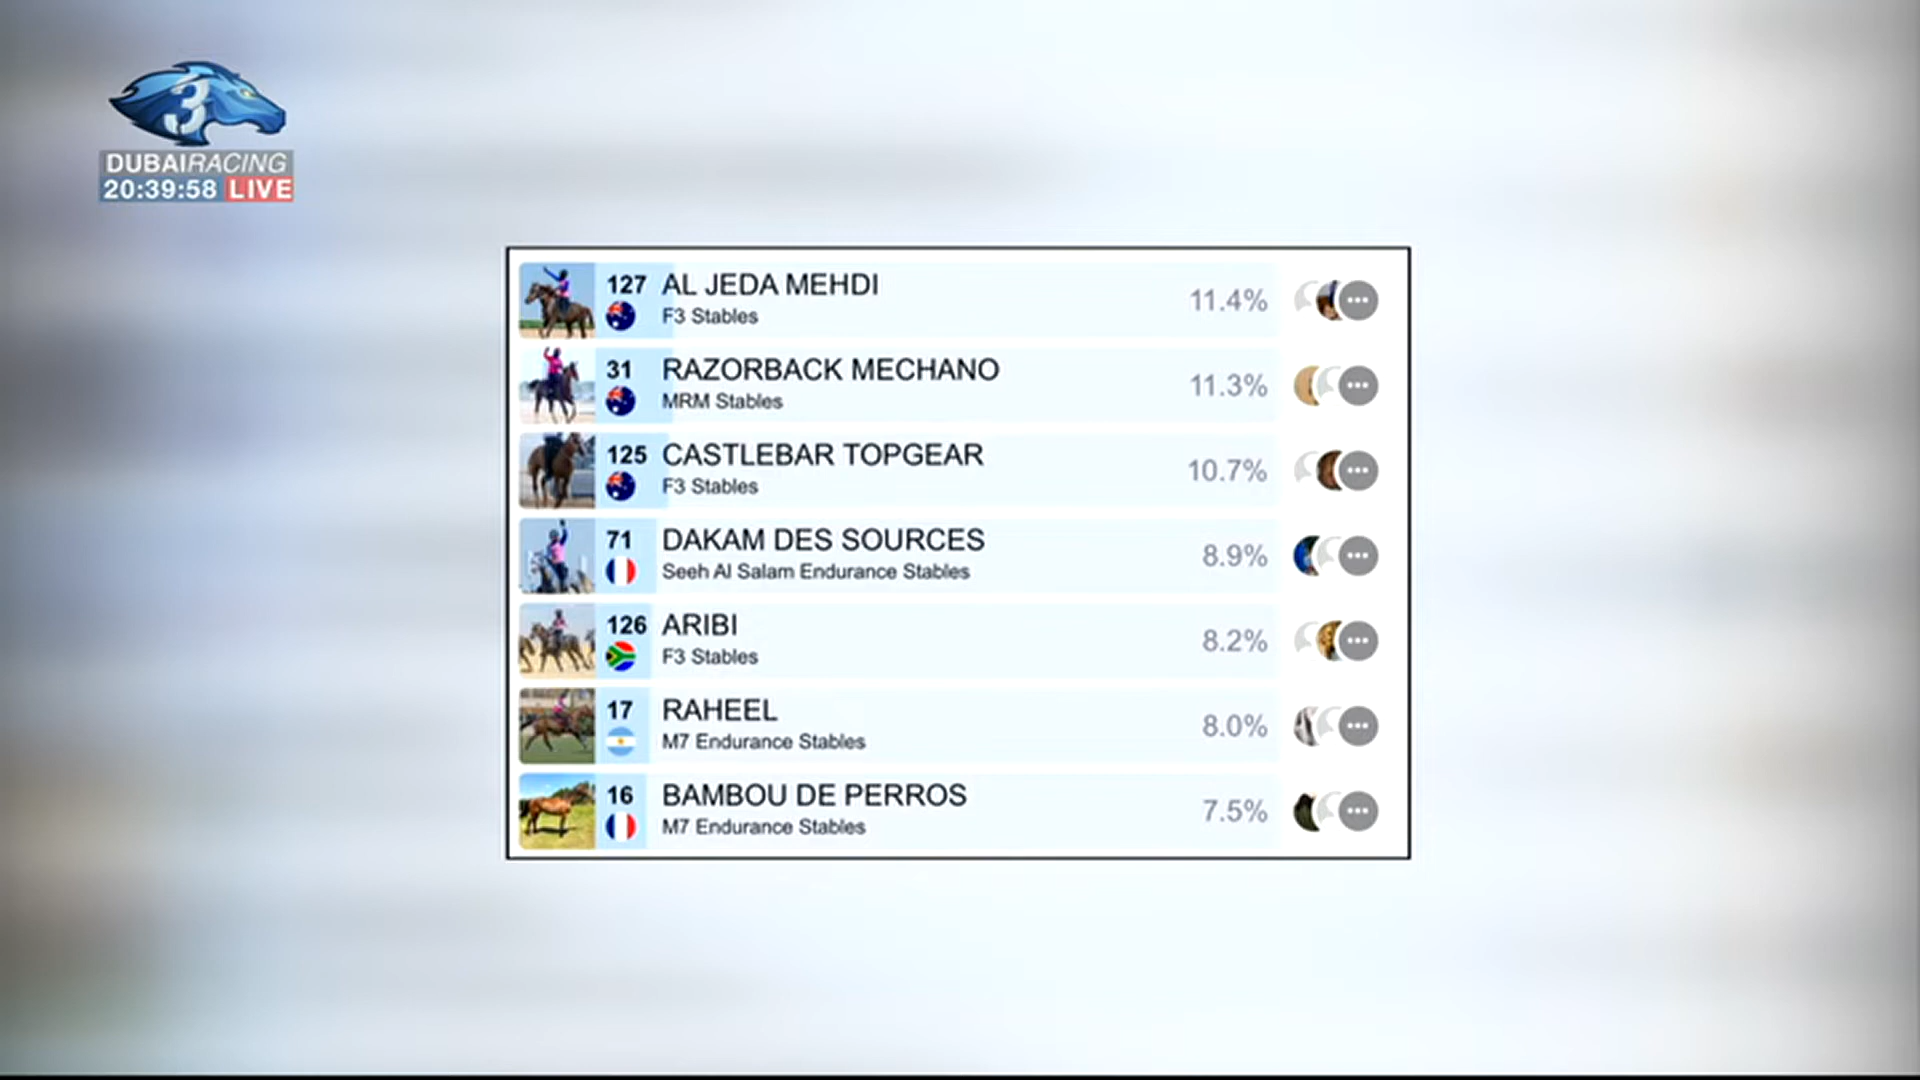 3
DUBAIRACING
20:39:58 LIVE
127 AL JEDA MEHDI
F3 Stables
11.4%
31 RAZORBACK MECHANO
MRM Stables
11.3%
125 CASTLEBAR TOPGEAR
F3 Stables
10.7%
71 DAKAM DES SOURCES
Seeh Al Salam Endurance Stables
8.9%
126 ARIBI
F3 Stables
8.2%
17 RAHEEL
M7 Endurance Stables
8.0%
16 BAMBOU DE PERROS
M7 Endurance Stables
7.5%